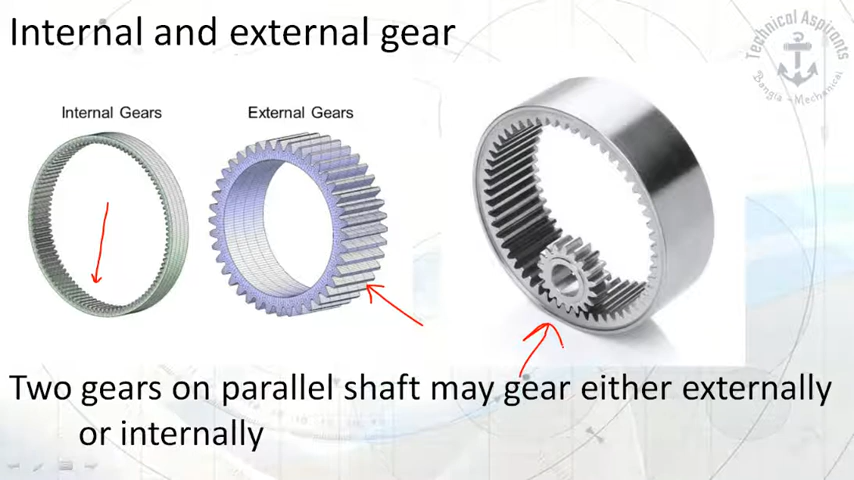 Internal and external gear
Technical Aspirants
Bangla - Mechanical
Internal Gears
External Gears
Two gears on parallel shaft may gear either externally
or internally